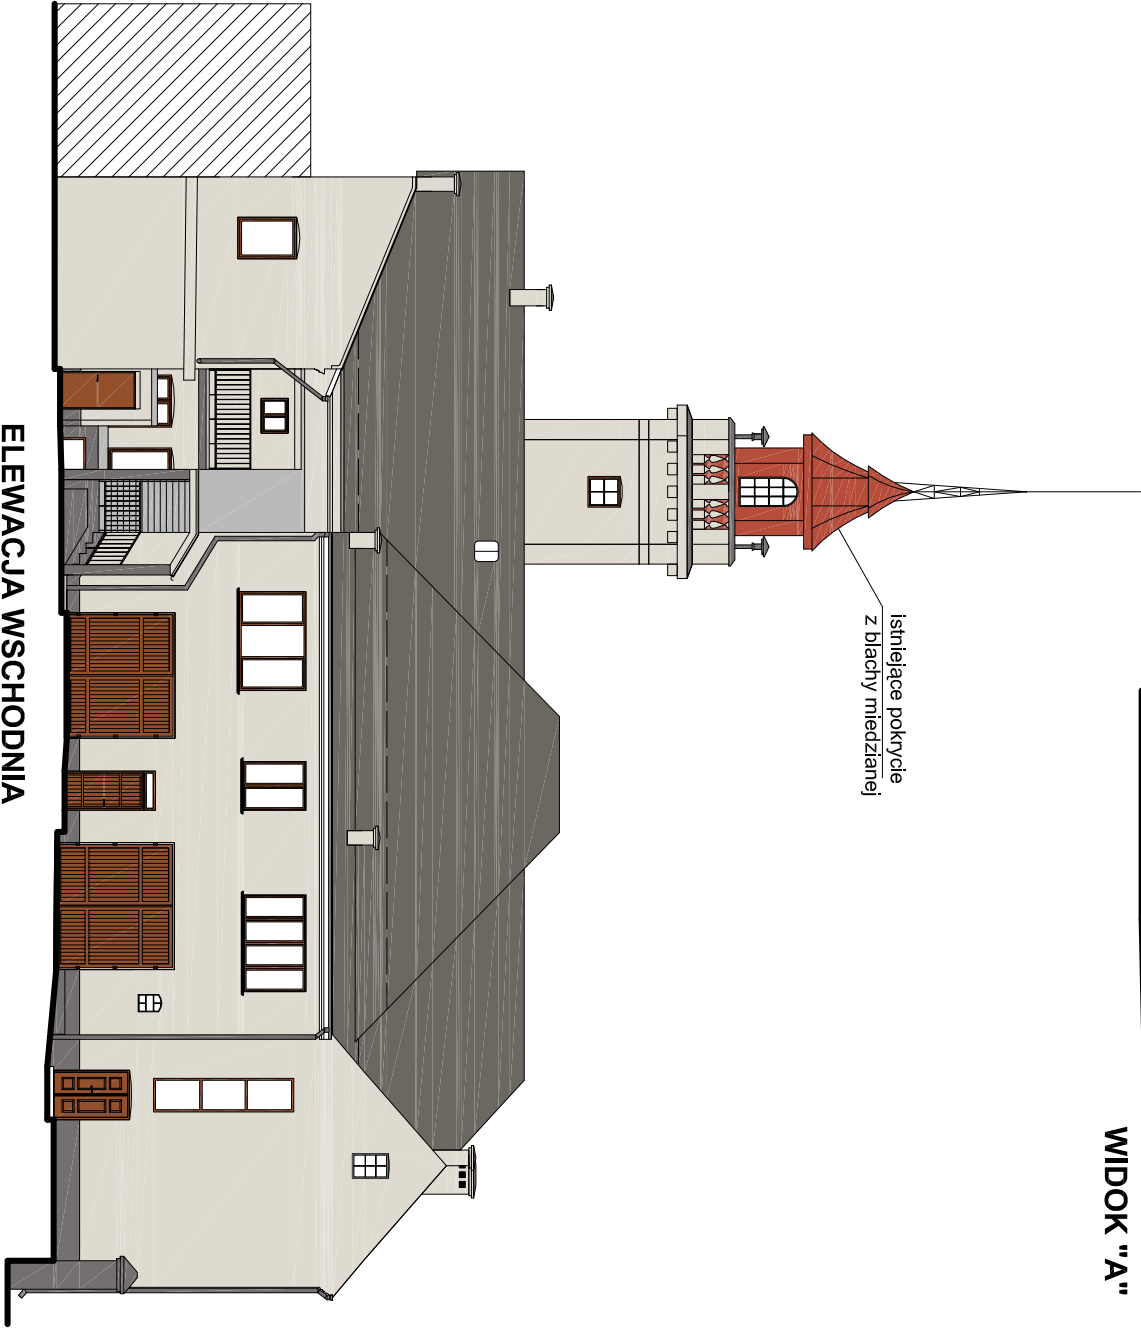 WIDOK "A"
istniejące pokrycie
z blachy miedzianej
ELEWACJA WSCHODNIA